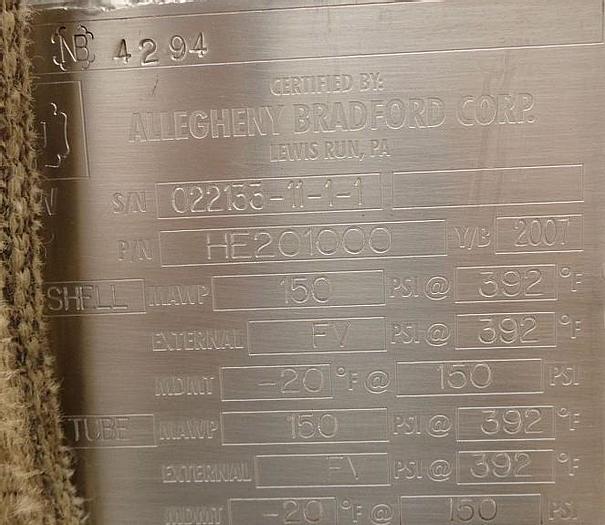 NB 4294
CERTIFIED BY:
ALLEGHENY BRADFORD CORP.
LEWIS RUN, PA
S/N 022133-11-1-1
P/N HE201000 Y/B 2007
SHELL MAWP 150 PSI@ 392 °F
EXTERNAL FV PSI@ 392 °F
MDMT -20 °F@ 150 PSI
TUBE MAWP 150 PSI@ 392 °F
EXTERNAL FV PSI@ 392 °F
MDMT -20 °F@ 150 PSI